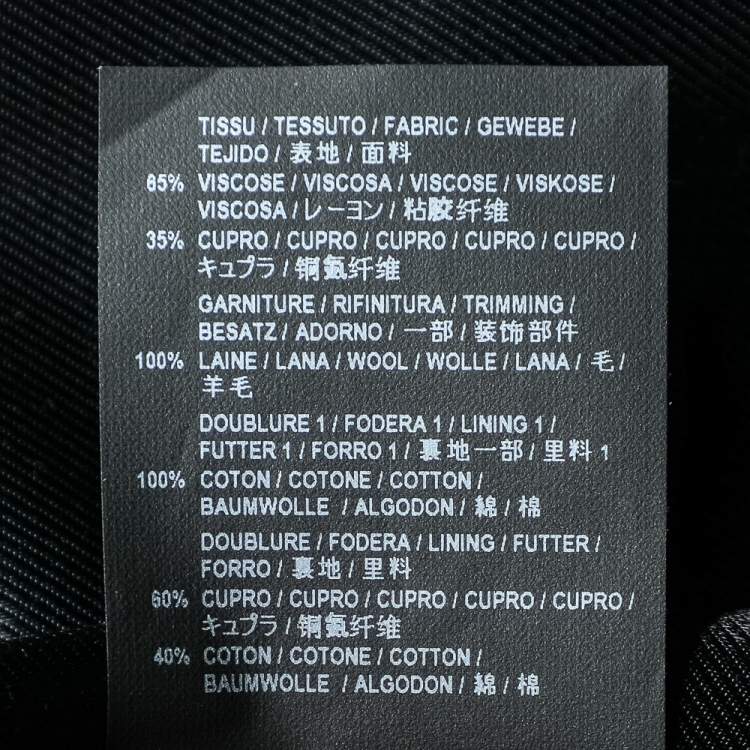 TISSU / TESSUTO / FABRIC / GEWEBE /
TEJIDO / 表地 / 面料
65% VISCOSE / VISCOSA / VISCOSE / VISKOSE /
VISCOSA / レーヨン / 粘胶纤维
35% CUPRO / CUPRO / CUPRO / CUPRO / CUPRO /
キュプラ / 铜氨纤维
GARNITURE / RIFINITURA / TRIMMING /
BESATZ / ADORNO / 一部 / 装饰部件
100% LAINE / LANA / WOOL / WOLLE / LANA / 毛 /
羊毛
DOUBLURE 1 / FODERA 1 / LINING 1 /
FUTTER 1 / FORRO 1 / 裏地一部 / 里料 1
100% COTON / COTONE / COTTON /
BAUMWOLLE / ALGODON / 綿 / 棉
DOUBLURE / FODERA / LINING / FUTTER /
FORRO / 裏地 / 里料
60% CUPRO / CUPRO / CUPRO / CUPRO / CUPRO /
キュプラ / 铜氨纤维
40% COTON / COTONE / COTTON /
BAUMWOLLE / ALGODON / 綿 / 棉